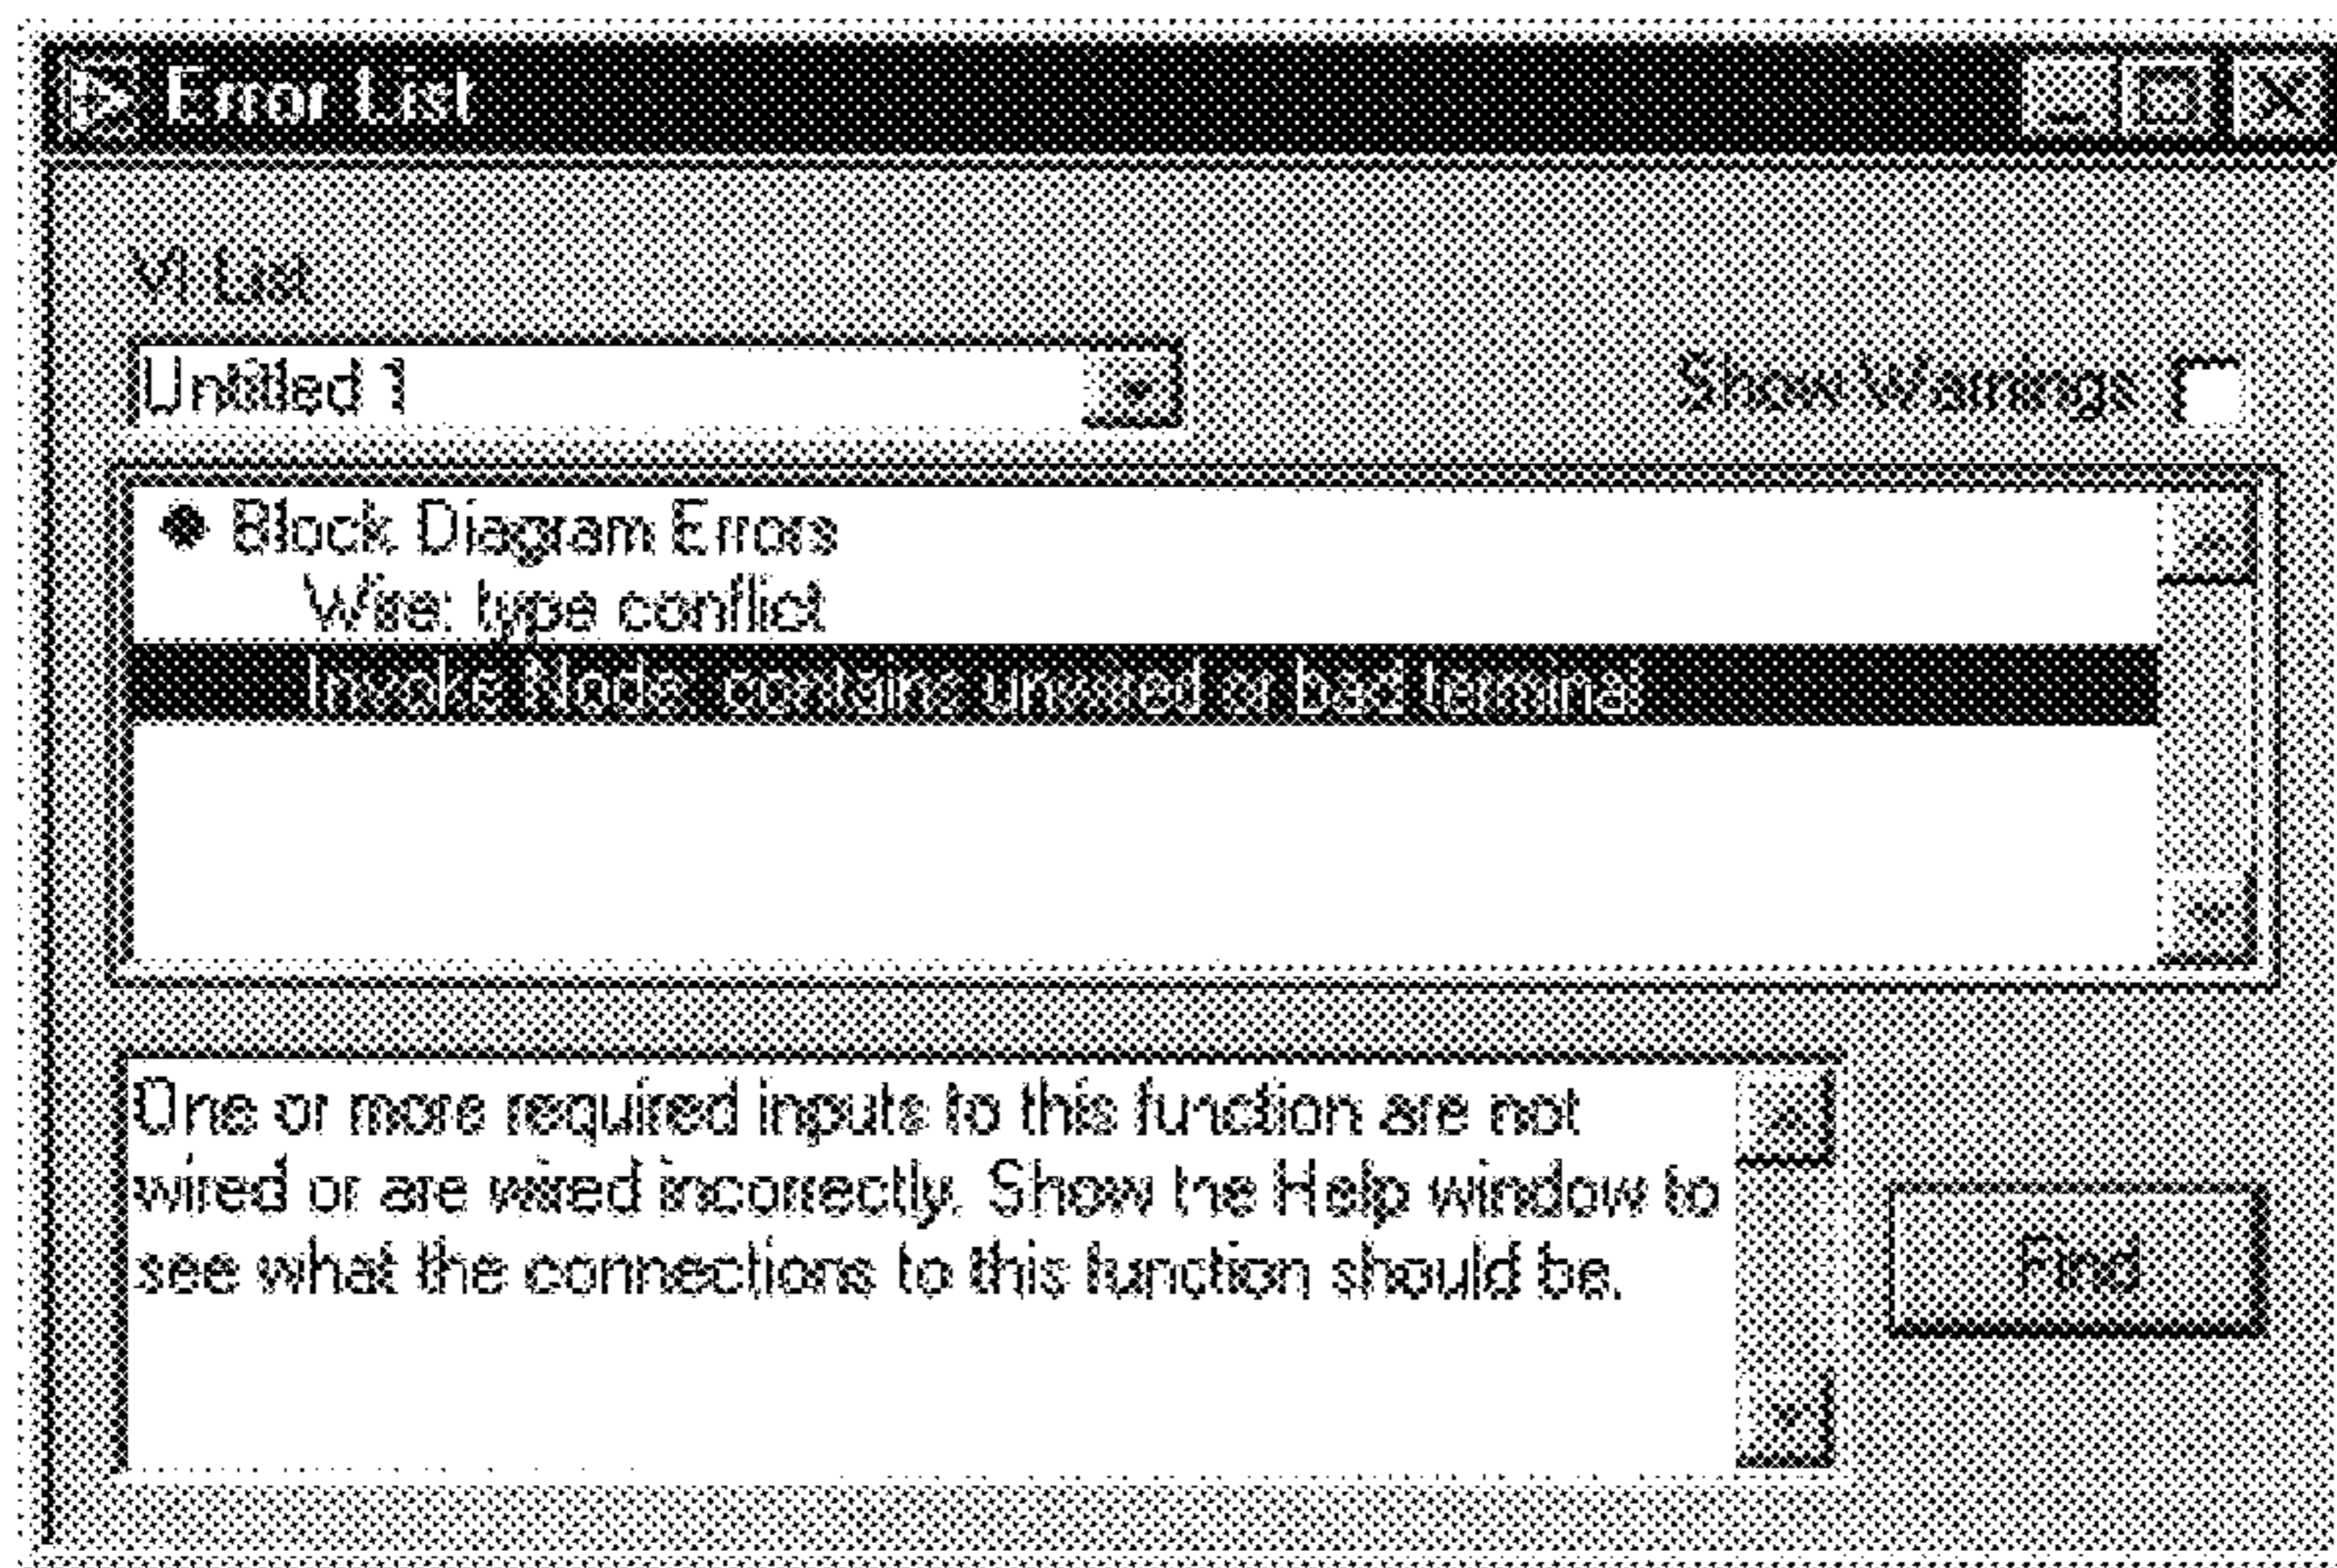 Error List
VI List
Untitled 1
Show Warnings
Block Diagram Errors
Wire: type conflict
Invoke Node: contains unwired or bad terminal
One or more required inputs to this function are not
wired or are wired incorrectly. Show the Help window to
see what the connections to this function should be.
Find